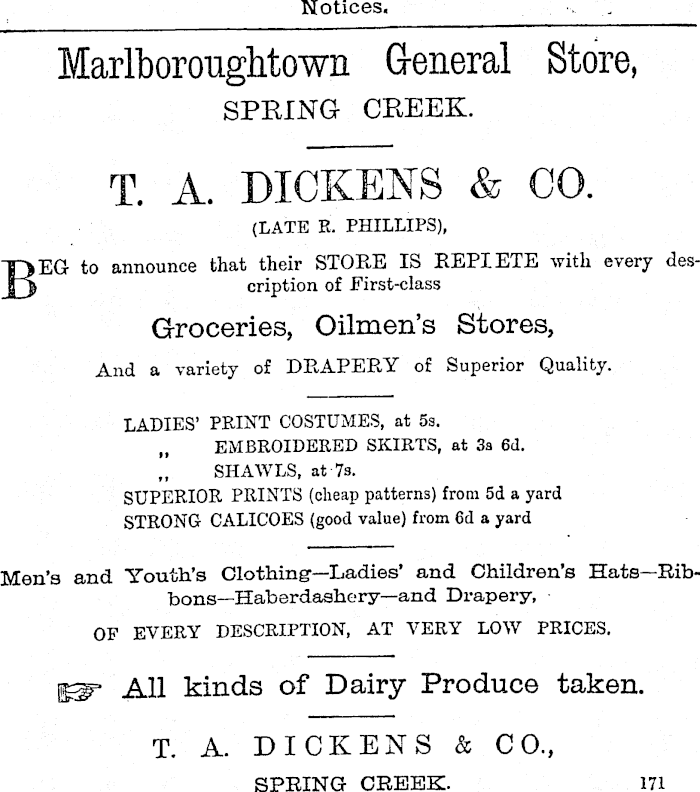 Notices.
Marlboroughtown General Store,
SPRING CREEK.
T. A. DICKENS & CO.
(LATE R. PHILLIPS),
BEG to announce that their STORE IS REPLETE with every des-
cription of First-class
Groceries, Oilmen's Stores,
And a variety of DRAPERY of Superior Quality.
LADIES' PRINT COSTUMES, at 5s.
„ EMBROIDERED SKIRTS, at 3s 6d.
„ SHAWLS, at 7s.
SUPERIOR PRINTS (cheap patterns) from 5d a yard
STRONG CALICOES (good value) from 6d a yard
Men's and Youth's Clothing—Ladies' and Children's Hats—Rib-
bons—Haberdashery—and Drapery,
OF EVERY DESCRIPTION, AT VERY LOW PRICES.
☞ All kinds of Dairy Produce taken.
T. A. DICKENS & CO.,
SPRING CREEK. 171